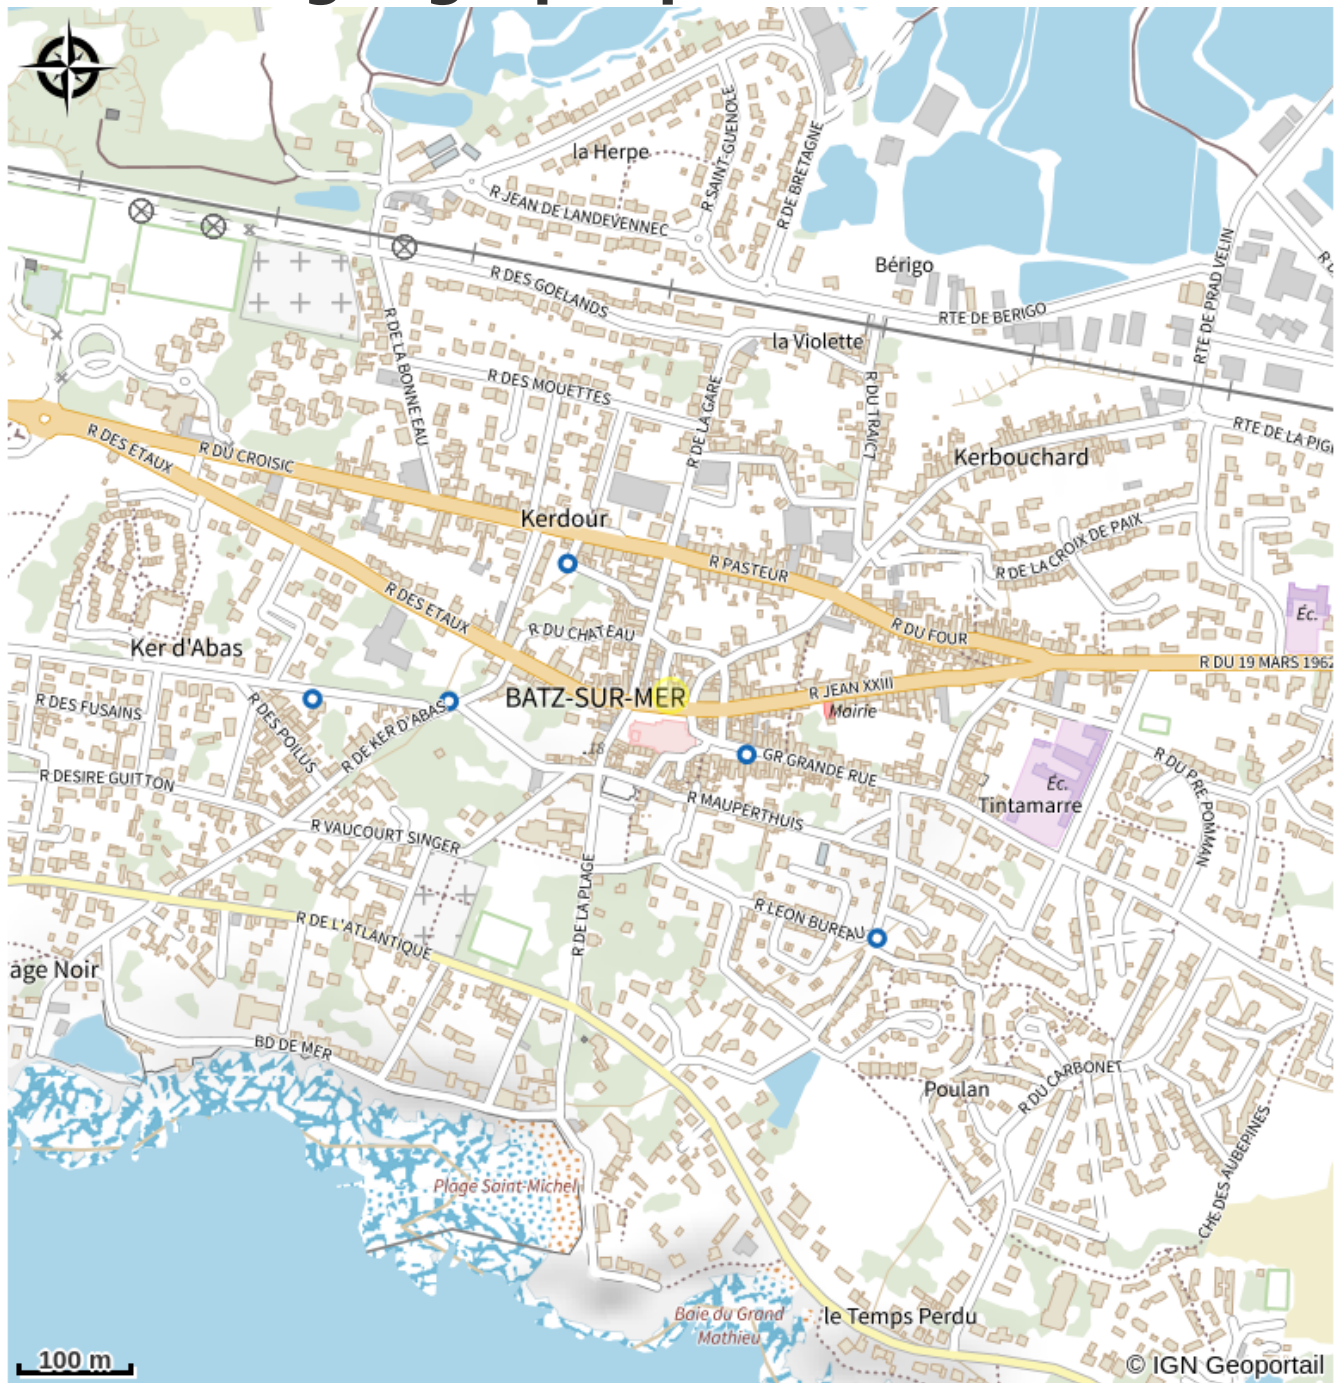 la Herpe
R SAINT-GUENOLE
R DE BRETAGNE
R JEAN DE LANDEVENNEC
Bérigo
R DES GOELANDS
RTE DE BERIGO
RTE DE PRAD VELIN
la Violette
R DE LA BONNE EAU
R DES MOUETTES
R DE LA GARE
R DU TRAICT
R DES ETAUX
R DU CROISIC
RTE DE LA PIG
Kerbouchard
Kerdour
R PASTEUR
R DE LA CROIX DE PAIX
R DES ETAUX
R DU CHATEAU
R DU FOUR
Éc.
Ker d'Abas
R DU 19 MARS 1962
R DES FUSAINS
R DES POILUS
R DE KER D'ABAS
BATZ-SUR-MER
R JEAN XXIII
Mairie
18
GR GRANDE RUE
R DU PRE POMMAN
R DESIRE GUITTON
Éc.
Tintamarre
R MAUPERTHUIS
R VAUCOURT SINGER
R DE LA PLAGE
R LEON BUREAU
R DE L'ATLANTIQUE
age Noir
BD DE MER
Poulan
R DU CARBONET
CHE DES AUBEPINES
Plage Saint-Michel
Baie du Grand
Mathieu
le Temps Perdu
100 m
© IGN Geoportail